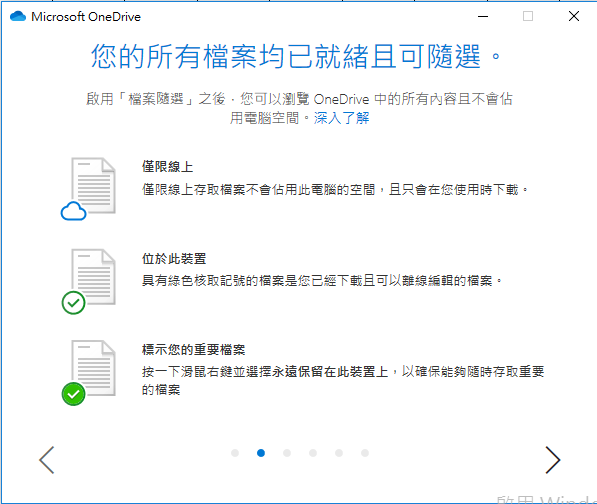 Microsoft OneDrive
您的所有檔案均已就緒且可隨選。
啟用「檔案隨選」之後，您可以瀏覽 OneDrive 中的所有內容且不會佔
用電腦空間。深入了解
僅限線上
僅限線上存取檔案不會佔用此電腦的空間，且只會在您使用時下載。
位於此裝置
具有綠色核取記號的檔案是您已經下載且可以離線編輯的檔案。
標示您的重要檔案
按一下滑鼠右鍵並選擇永遠保留在此裝置上，以確保能夠隨時存取重要
的檔案